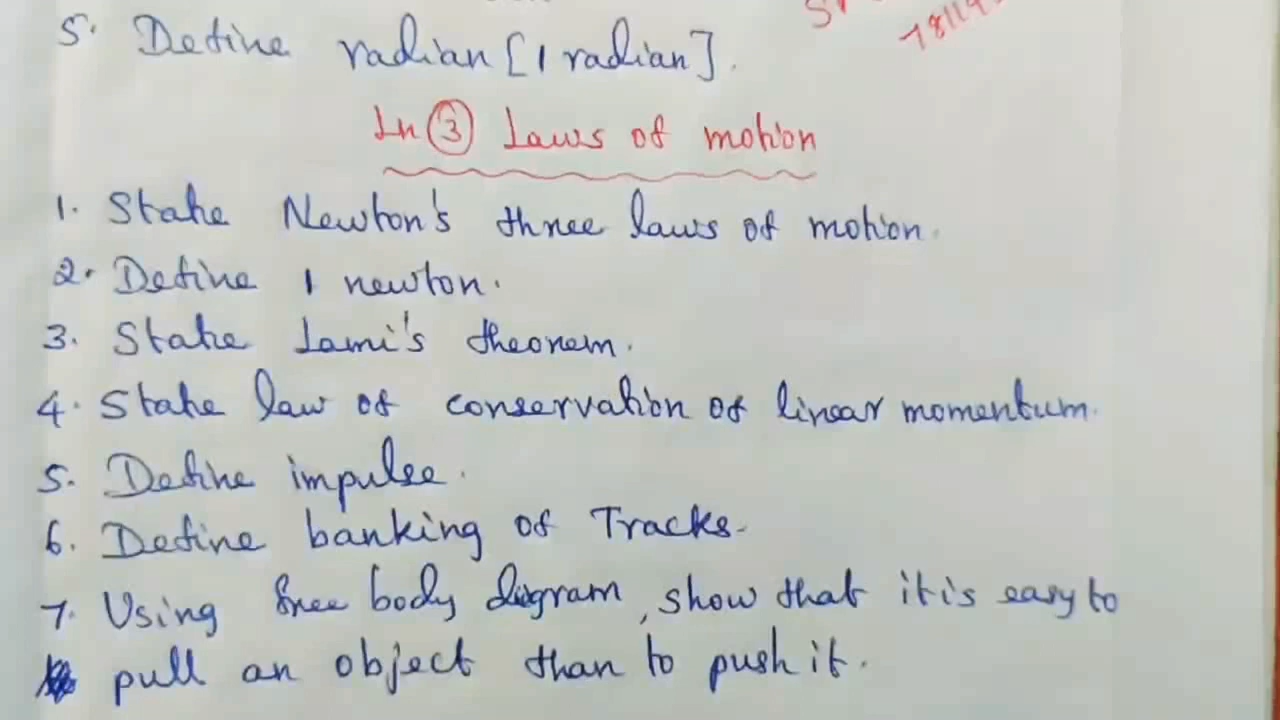 5. Define radian [1 radian].
Ln ③ Laws of motion
1. State Newton's three laws of motion.
2. Define 1 newton.
3. State Lami's theorem.
4. State law of conservation of linear momentum.
5. Define impulse.
6. Define banking of Tracks.
7. Using free body diagram, show that it is easy to
pull an object than to push it.